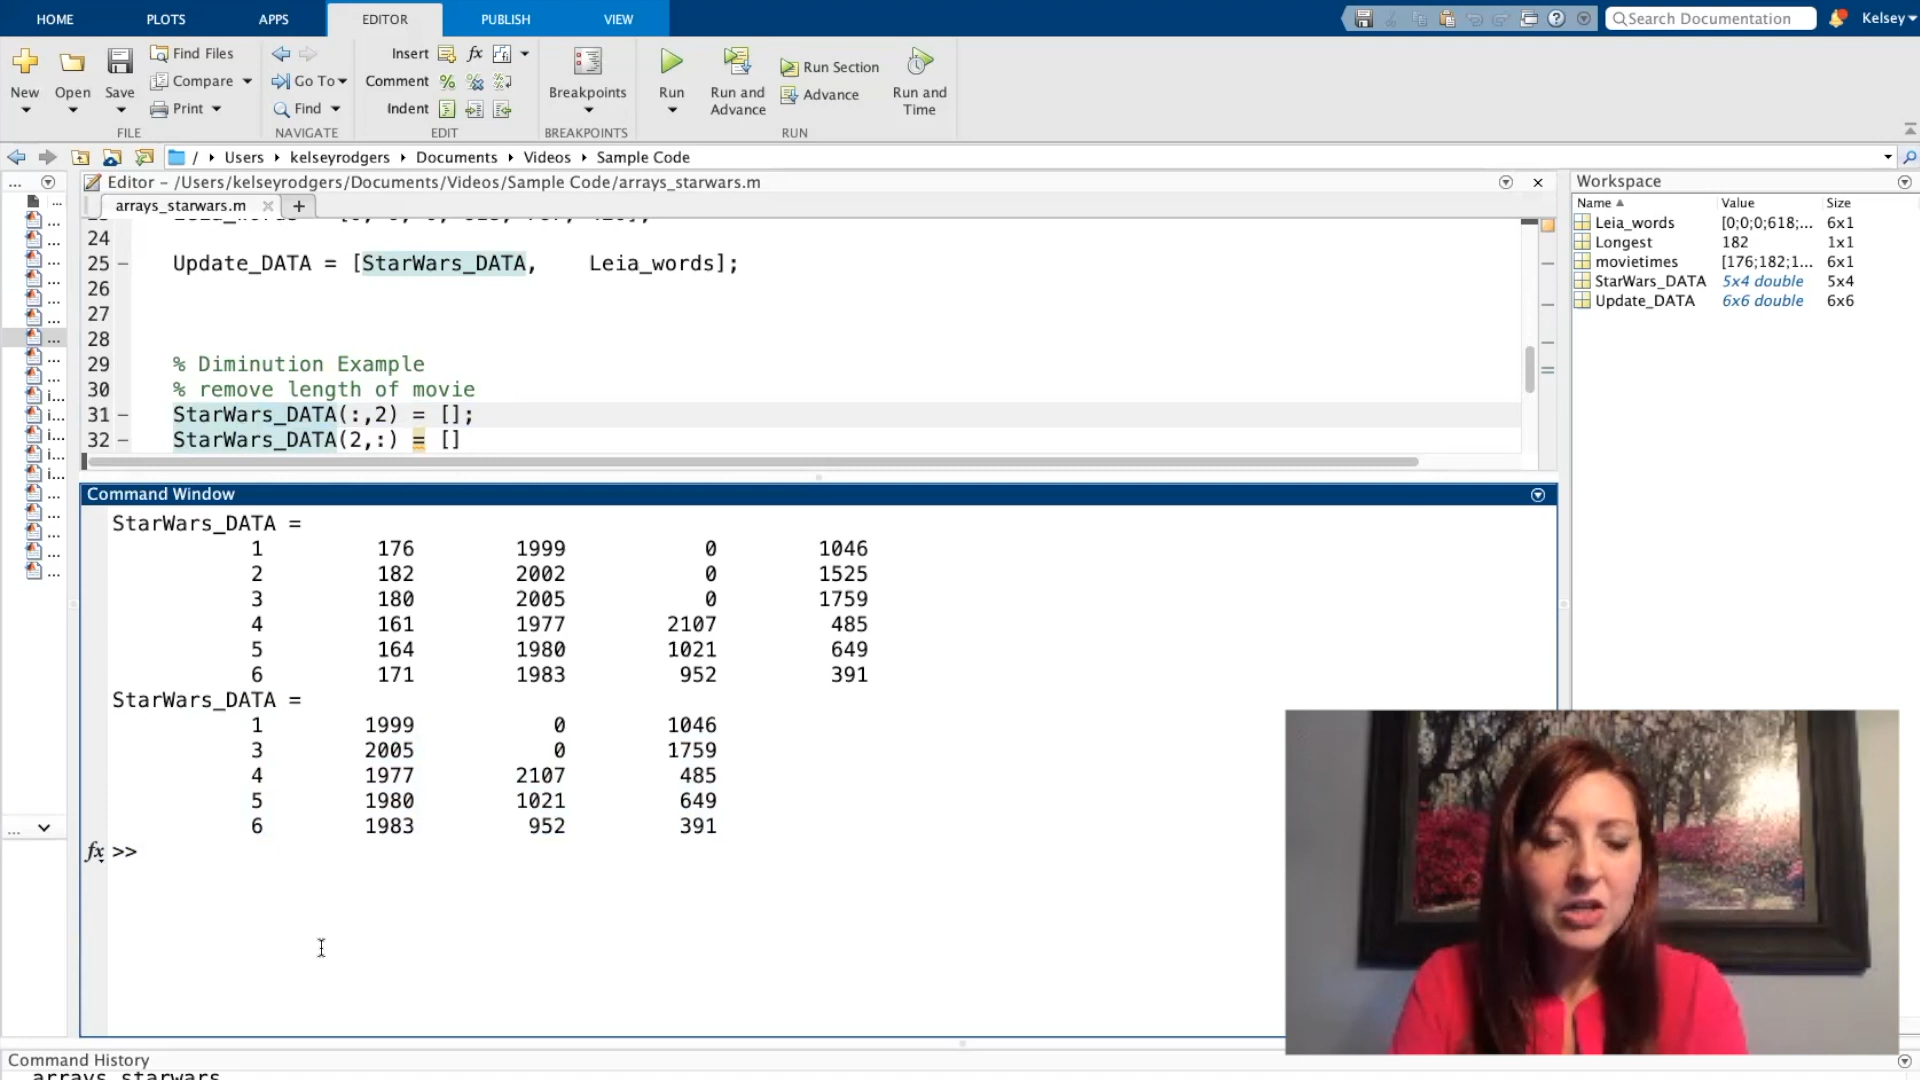 HOME PLOTS APPS EDITOR PUBLISH VIEW Search Documentation Kelsey
Find Files Insert fx
New Open Save Compare Go To Comment Breakpoints Run Run and Advance Run Section Advance Run and Time
Print Find Indent
FILE NAVIGATE EDIT BREAKPOINTS RUN
/ Users kelseyrodgers Documents Videos Sample Code
Editor – /Users/kelseyrodgers/Documents/Videos/Sample Code/arrays_starwars.m
arrays_starwars.m × +
24
25 – Update_DATA = [StarWars_DATA, Leia_words];
26
27
28
29 % Diminution Example
30 % remove length of movie
31 – StarWars_DATA(:,2) = [];
32 – StarWars_DATA(2,:) = []
Workspace
Name Value Size
Leia_words [0;0;0;618;... 6x1
Longest 182 1x1
movietimes [176;182;1... 6x1
StarWars_DATA 5x4 double 5x4
Update_DATA 6x6 double 6x6
Command Window
StarWars_DATA =
1 176 1999 0 1046
2 182 2002 0 1525
3 180 2005 0 1759
4 161 1977 2107 485
5 164 1980 1021 649
6 171 1983 952 391
StarWars_DATA =
1 1999 0 1046
3 2005 0 1759
4 1977 2107 485
5 1980 1021 649
6 1983 952 391
fx >>
Command History
arrays_starwars